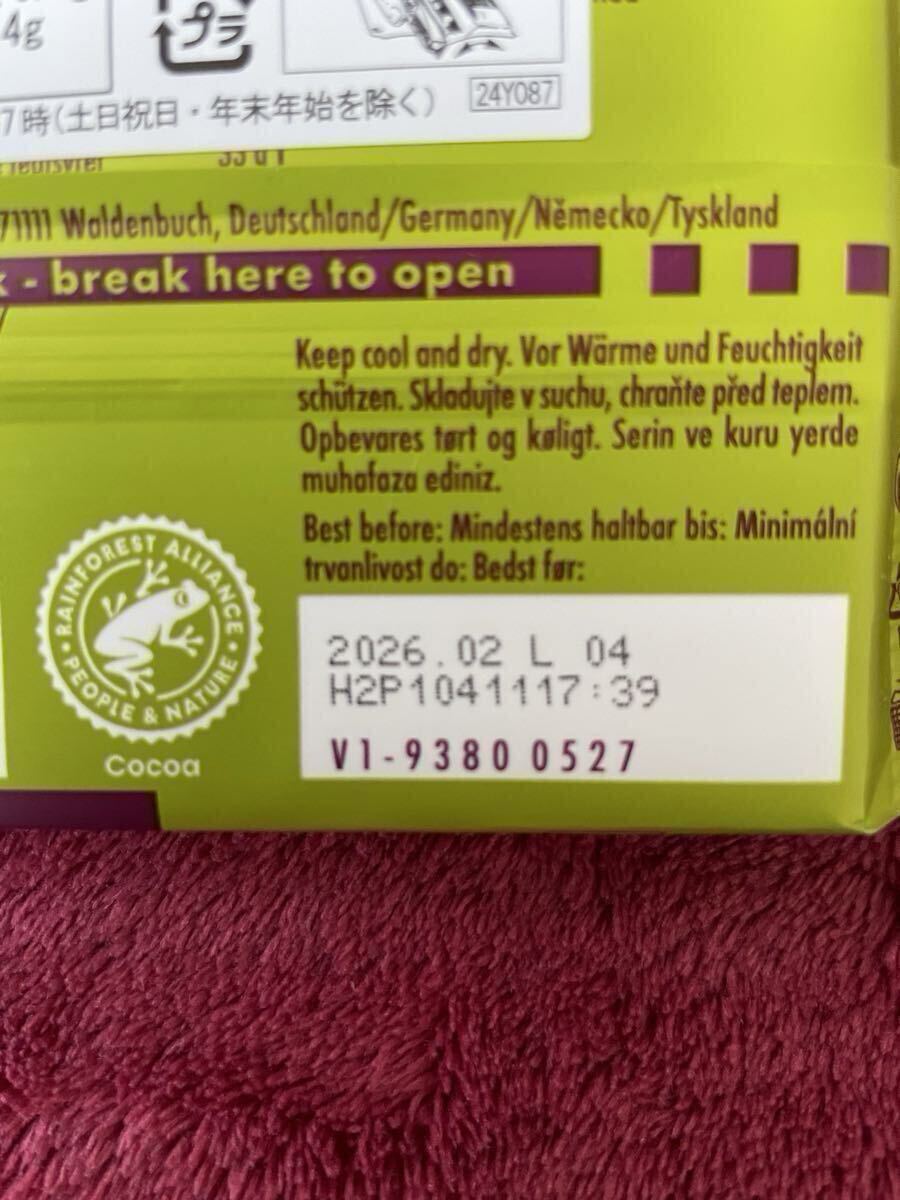 4g
プラ
7時(土日祝日・年末年始を除く)
24Y087
71111 Waldenbuch, Deutschland/Germany/Německo/Tyskland
- break here to open
Keep cool and dry. Vor Wärme und Feuchtigkeit
schützen. Skladujte v suchu, chraňte před teplem.
Opbevares tørt og køligt. Serin ve kuru yerde
muhafaza ediniz.
Best before: Mindestens haltbar bis: Minimální
trvanlivost do: Bedst før:
RAINFOREST ALLIANCE
• PEOPLE & NATURE •
Cocoa
2026.02 L 04
H2P1041117:39
V1-9380 0527